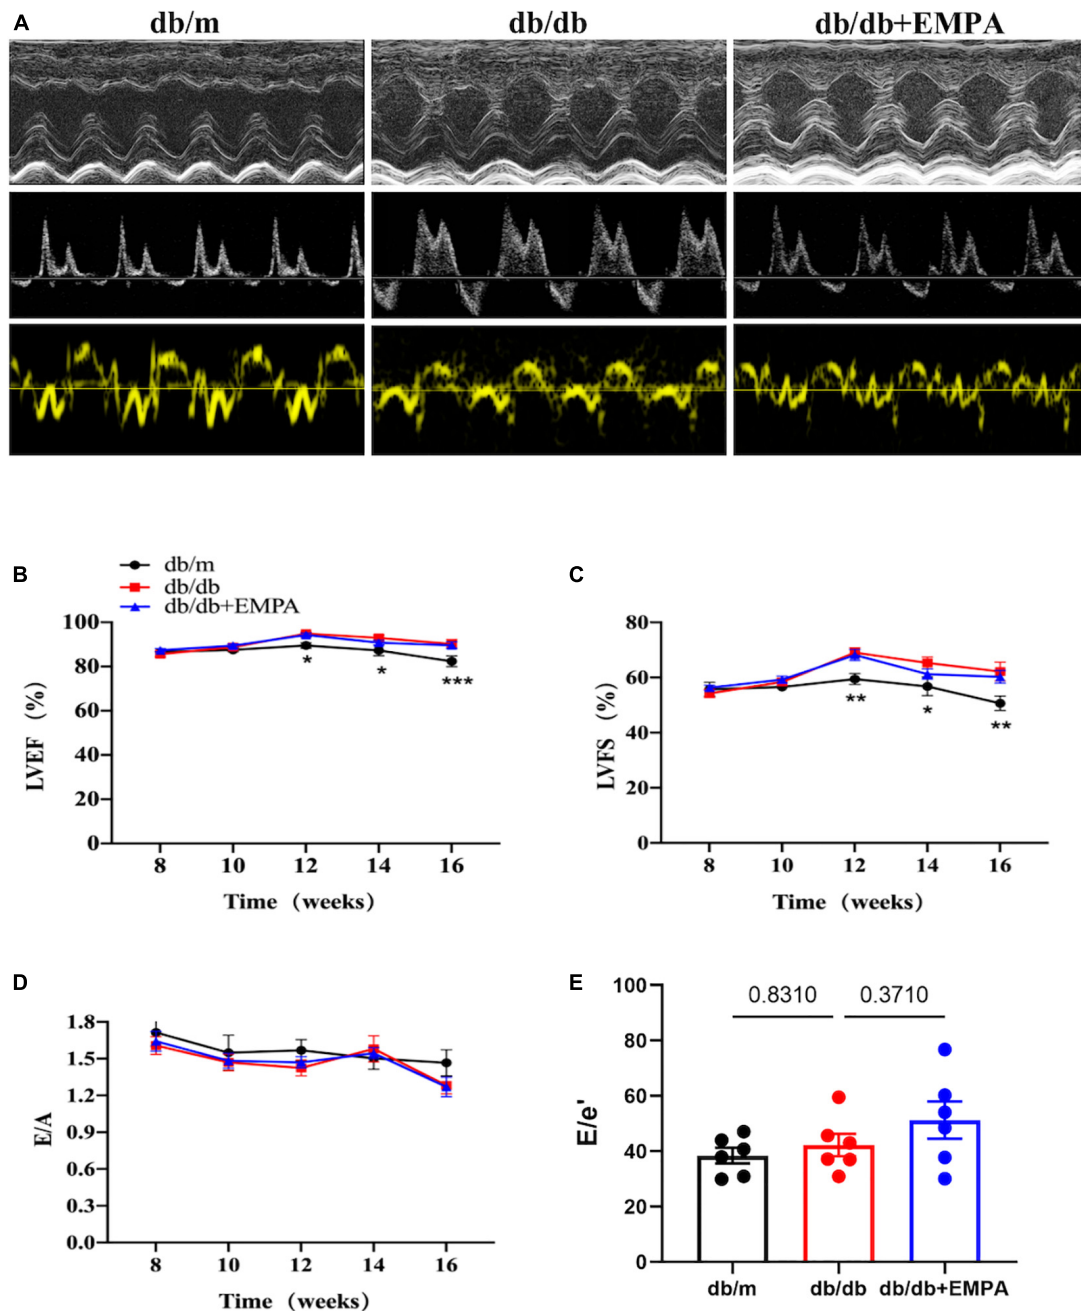 A
db/m db/db db/db+EMPA
B
db/m
db/db
db/db+EMPA
LVEF (%)
100
80
60
40
20
0
* * ***
8 10 12 14 16
Time (weeks)
C
LVFS (%)
80
60
40
20
0
** * **
8 10 12 14 16
Time (weeks)
D
E/A
1.8
1.5
1.2
0.9
0.6
0.3
0.0
8 10 12 14 16
Time (weeks)
E
E/e'
100
80
60
40
20
0
0.8310 0.3710
db/m db/db db/db+EMPA